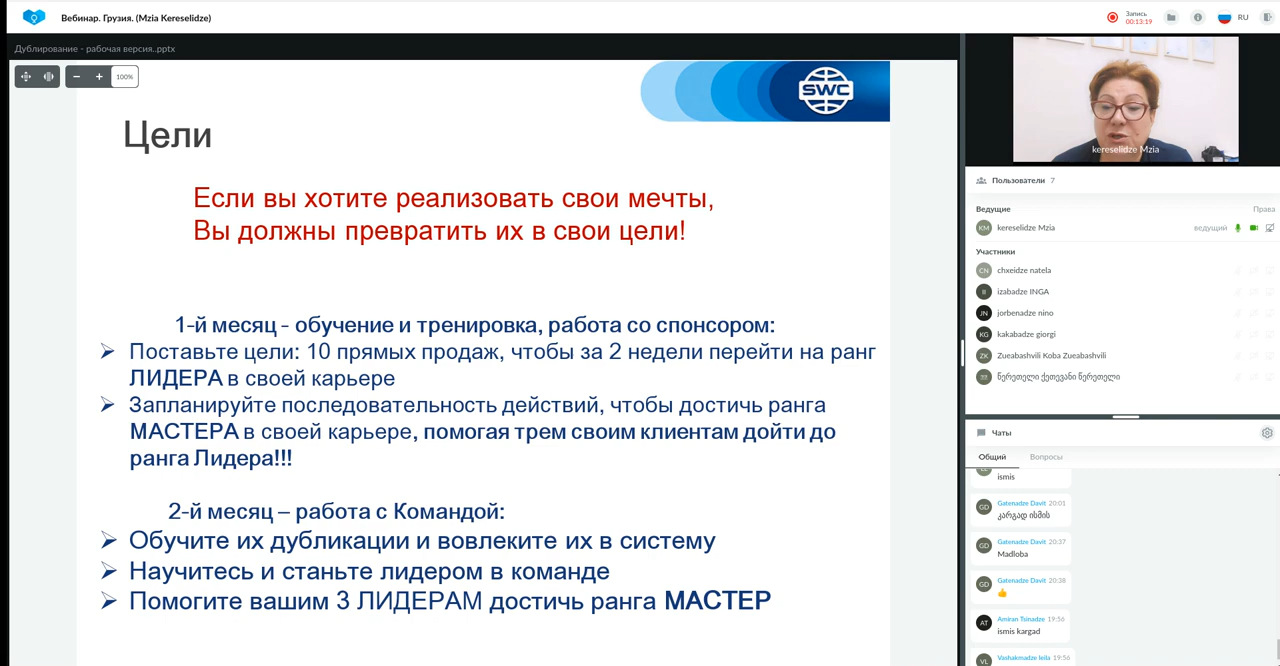 Вебинар. Грузия. (Mzia Kereselidze)
Запись
00:13:19
RU
Дублирование - рабочая версия..pptx
100%
SWC
Цели
Если вы хотите реализовать свои мечты,
Вы должны превратить их в свои цели!
1-й месяц - обучение и тренировка, работа со спонсором:
Поставьте цели: 10 прямых продаж, чтобы за 2 недели перейти на ранг
ЛИДЕРА в своей карьере
Запланируйте последовательность действий, чтобы достичь ранга
МАСТЕРА в своей карьере, помогая трем своим клиентам дойти до
ранга Лидера!!!
2-й месяц – работа с Командой:
Обучите их дубликации и вовлеките их в систему
Научитесь и станьте лидером в команде
Помогите вашим 3 ЛИДЕРАМ достичь ранга МАСТЕР
kereselidze Mzia
Пользователи 7
Ведущие Права
KM kereselidze Mzia ведущий
Участники
CN chxeidze natela
II izabadze INGA
JN jorbenadze nino
KG kakabadze giorgi
ZK Zueabashvili Koba Zueabashvili
წერეთელი ქეთევანი წერეთელი
Чаты
Общий Вопросы
ismis
GD Gatenadze Davit 20:01
კარგად ისმის
GD Gatenadze Davit 20:37
Madloba
GD Gatenadze Davit 20:38
👍
AT Amiran Tsinadze 19:56
ismis kargad
VL Vashakmadze leila 19:56